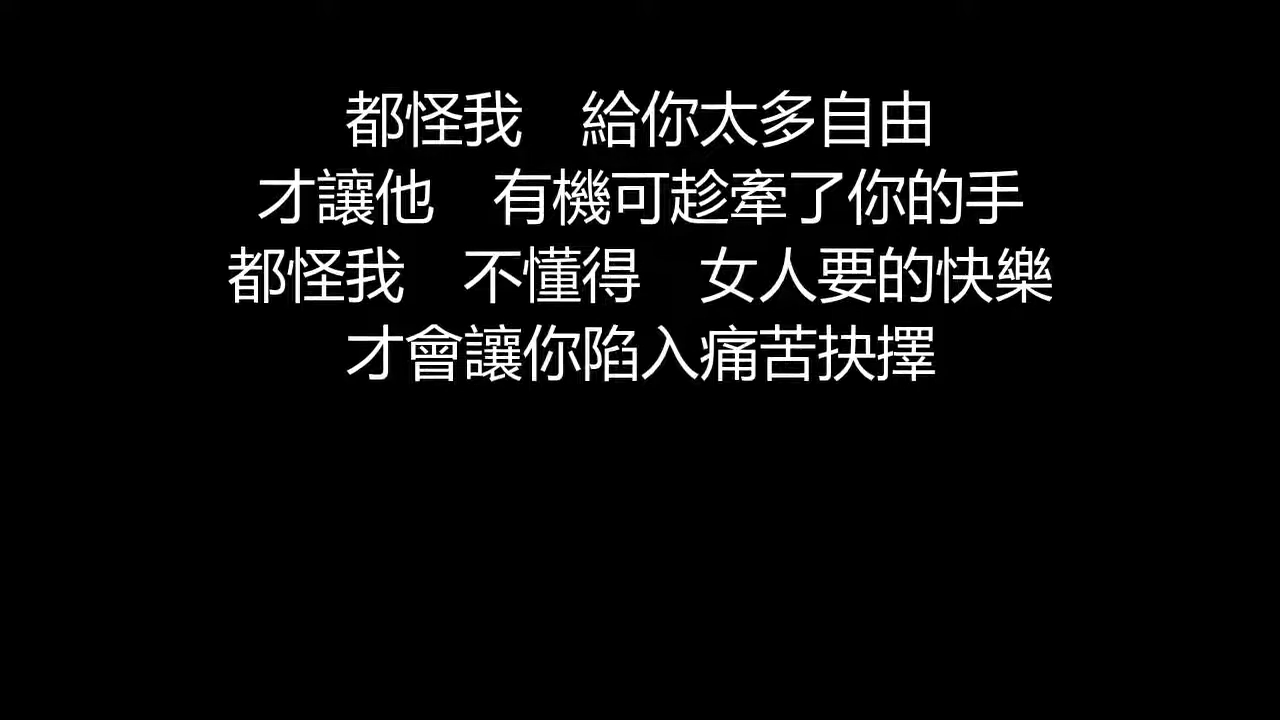 都怪我　給你太多自由
才讓他　有機可趁牽了你的手
都怪我　不懂得　女人要的快樂
才會讓你陷入痛苦抉擇